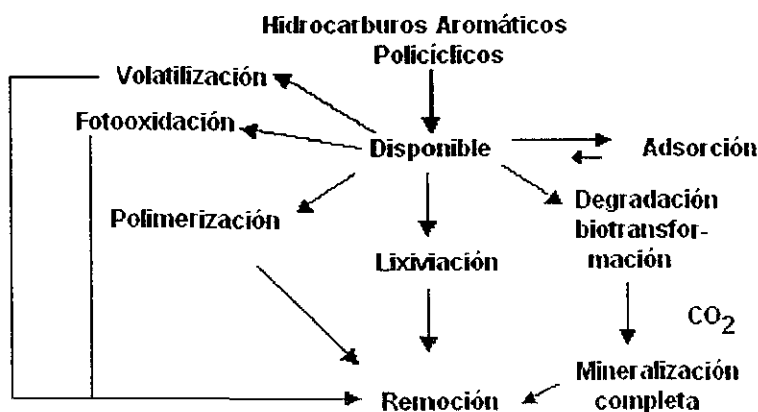 Hidrocarburos Aromáticos
Policíclicos
Volatilización
Fotooxidación
Disponible
Adsorción
Polimerización
Degradación
biotransfor-
mación
Lixiviación
CO2
Mineralización
completa
Remoción